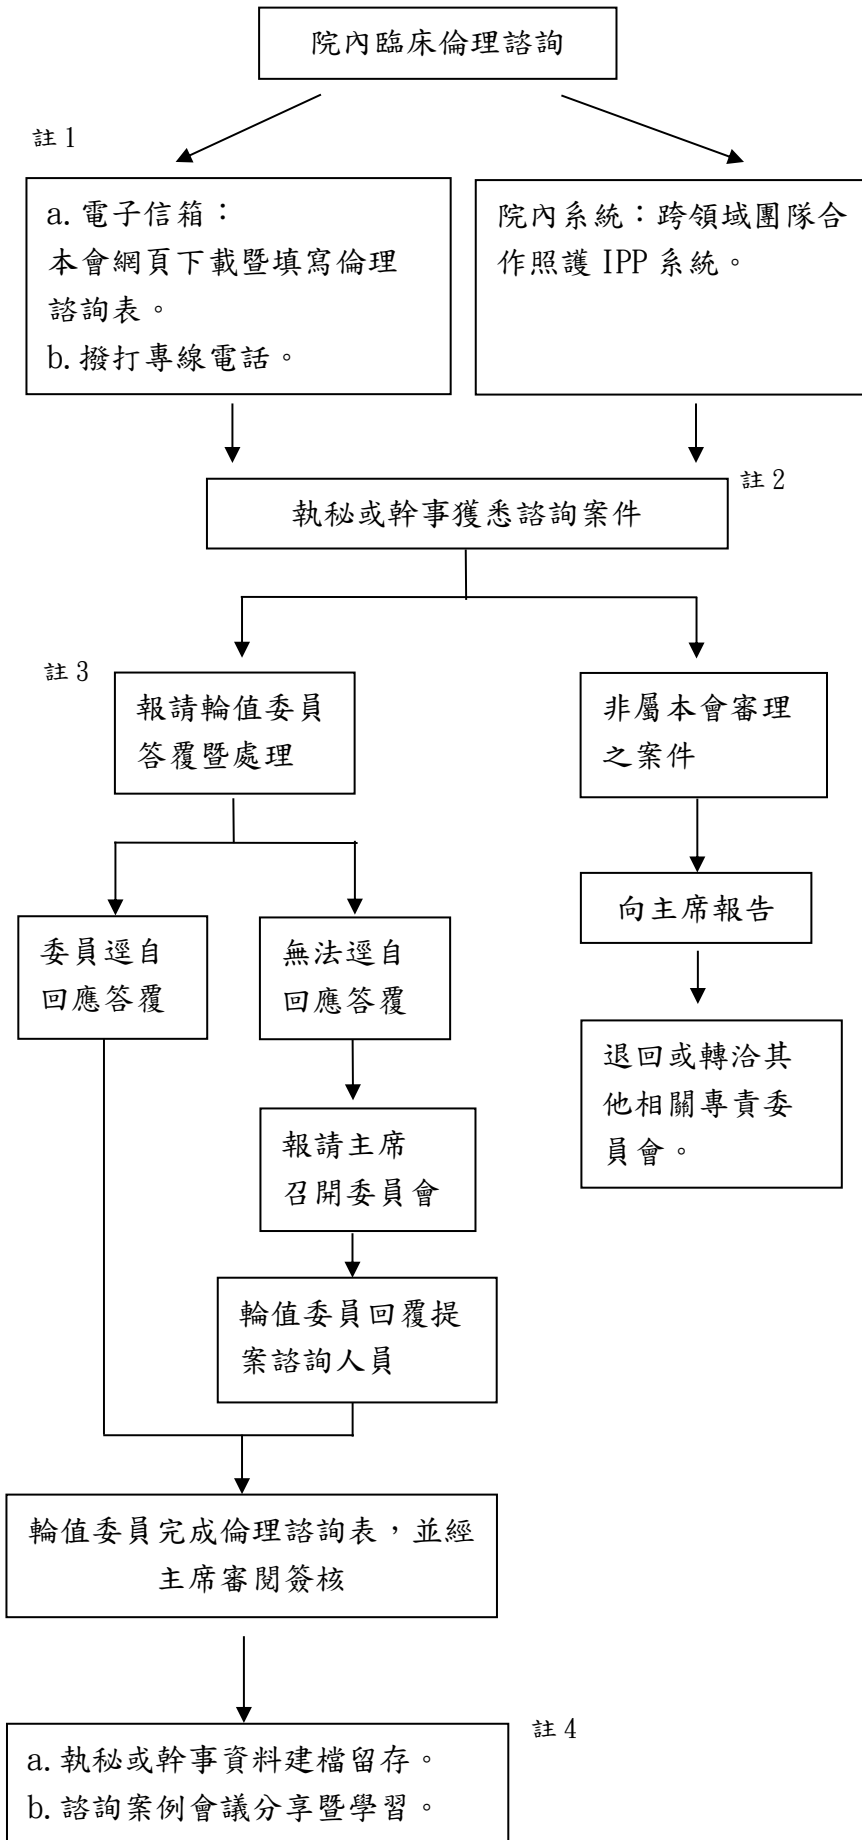 院內臨床倫理諮詢
註 1
a. 電子信箱：
本會網頁下載暨填寫倫理
諮詢表。
b. 撥打專線電話。
院內系統：跨領域團隊合
作照護 IPP 系統。
註 2
執秘或幹事獲悉諮詢案件
註 3
報請輪值委員
答覆暨處理
非屬本會審理
之案件
委員逕自
回應答覆
無法逕自
回應答覆
向主席報告
報請主席
召開委員會
退回或轉洽其
他相關專責委
員會。
輪值委員回覆提
案諮詢人員
輪值委員完成倫理諮詢表，並經
主席審閱簽核
註 4
a. 執秘或幹事資料建檔留存。
b. 諮詢案例會議分享暨學習。